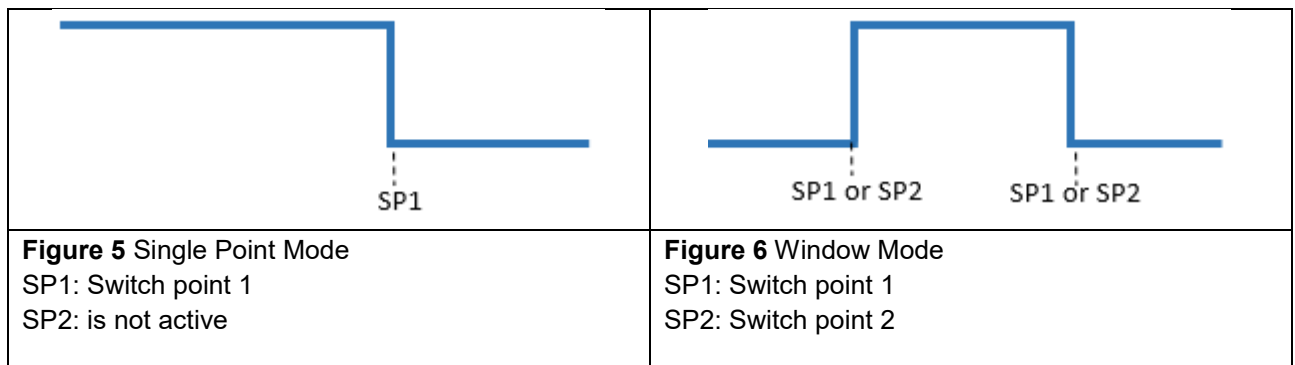 SP1
SP1 or SP2
SP1 or SP2
Figure 5 Single Point Mode
SP1: Switch point 1
SP2: is not active
Figure 6 Window Mode
SP1: Switch point 1
SP2: Switch point 2